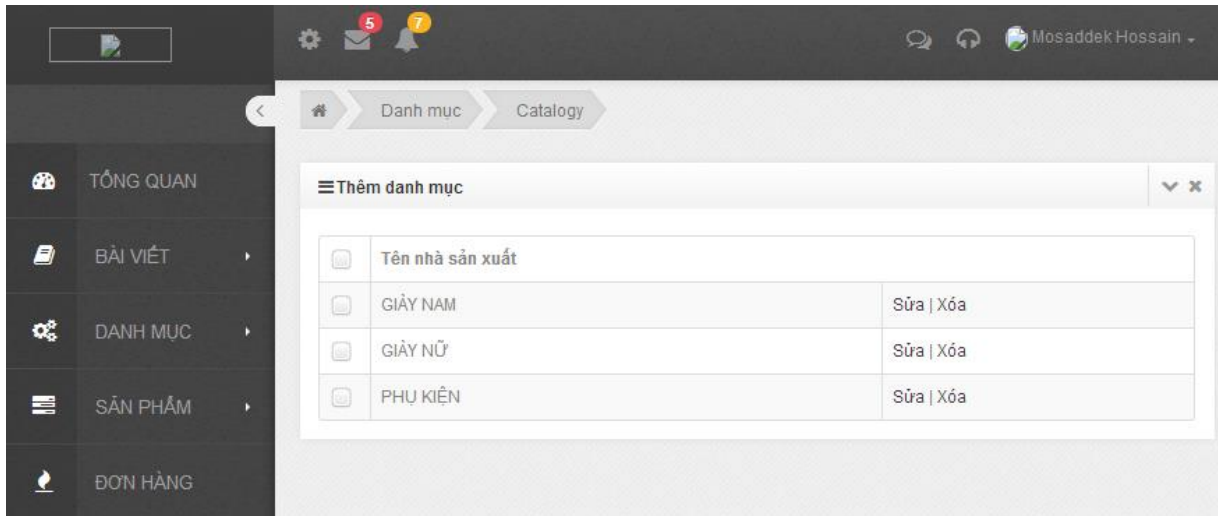 5
7
Mosaddek Hossain
Danh mục
Catalogy
TỔNG QUAN
BÀI VIẾT
DANH MỤC
SẢN PHẨM
ĐƠN HÀNG
Thêm danh mục
Tên nhà sản xuất
GIÀY NAM
Sửa | Xóa
GIÀY NỮ
Sửa | Xóa
PHỤ KIỆN
Sửa | Xóa